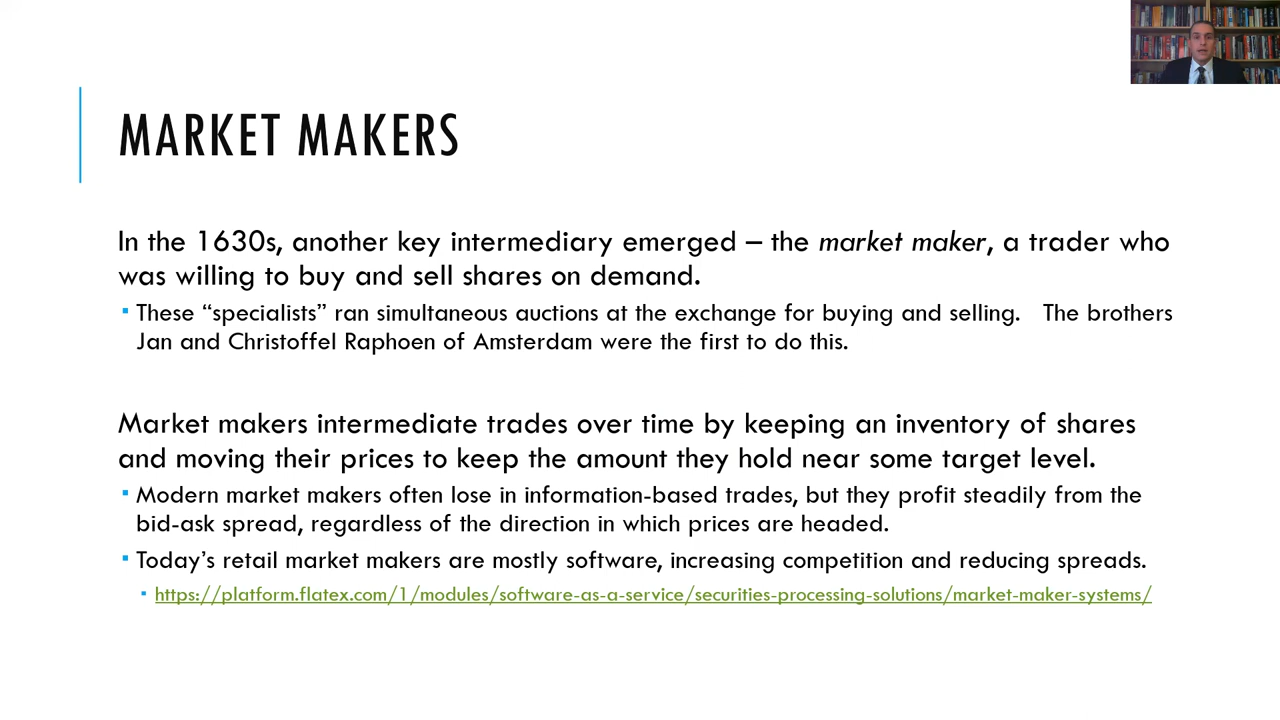 MARKET MAKERS
In the 1630s, another key intermediary emerged – the market maker, a trader who
was willing to buy and sell shares on demand.
▪ These “specialists” ran simultaneous auctions at the exchange for buying and selling. The brothers
Jan and Christoffel Raphoen of Amsterdam were the first to do this.
Market makers intermediate trades over time by keeping an inventory of shares
and moving their prices to keep the amount they hold near some target level.
▪ Modern market makers often lose in information-based trades, but they profit steadily from the
bid-ask spread, regardless of the direction in which prices are headed.
▪ Today’s retail market makers are mostly software, increasing competition and reducing spreads.
▪ https://platform.flatex.com/1/modules/software-as-a-service/securities-processing-solutions/market-maker-systems/